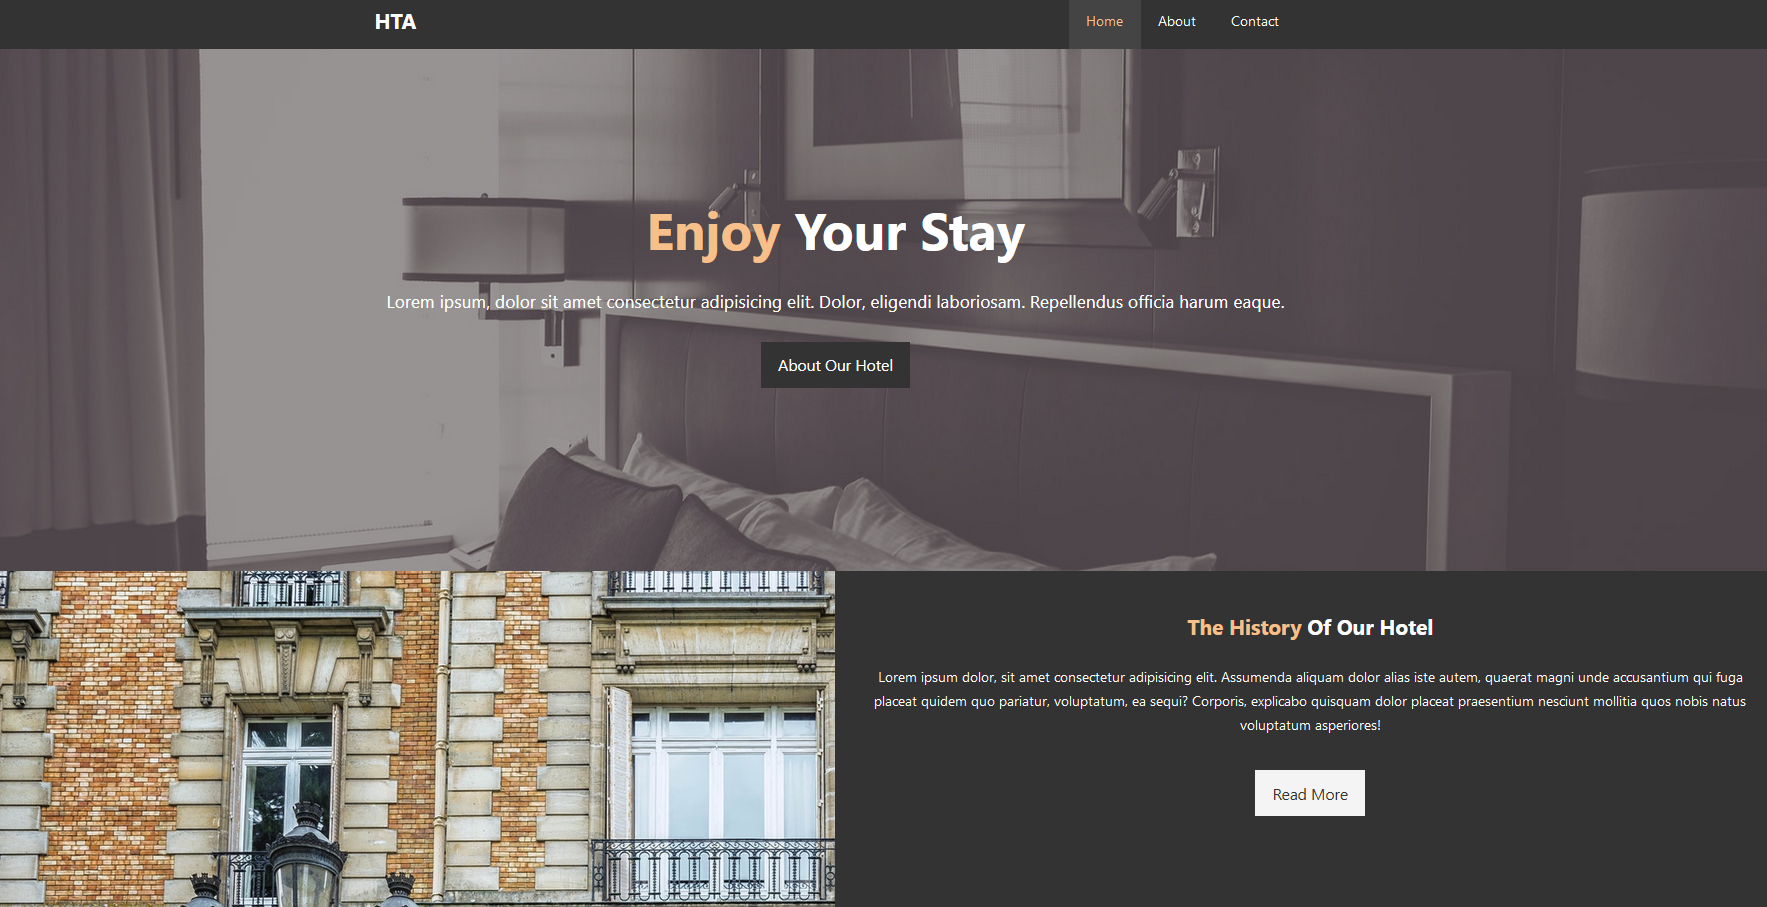 HTA
Home About Contact
Enjoy Your Stay
Lorem ipsum, dolor sit amet consectetur adipisicing elit. Dolor, eligendi laboriosam. Repellendus officia harum eaque.
About Our Hotel
The History Of Our Hotel
Lorem ipsum dolor, sit amet consectetur adipisicing elit. Assumenda aliquam dolor alias iste autem, quaerat magni unde accusantium qui fuga
placeat quidem quo pariatur, voluptatum, ea sequi? Corporis, explicabo quisquam dolor placeat praesentium nesciunt mollitia quos nobis natus
voluptatum asperiores!
Read More